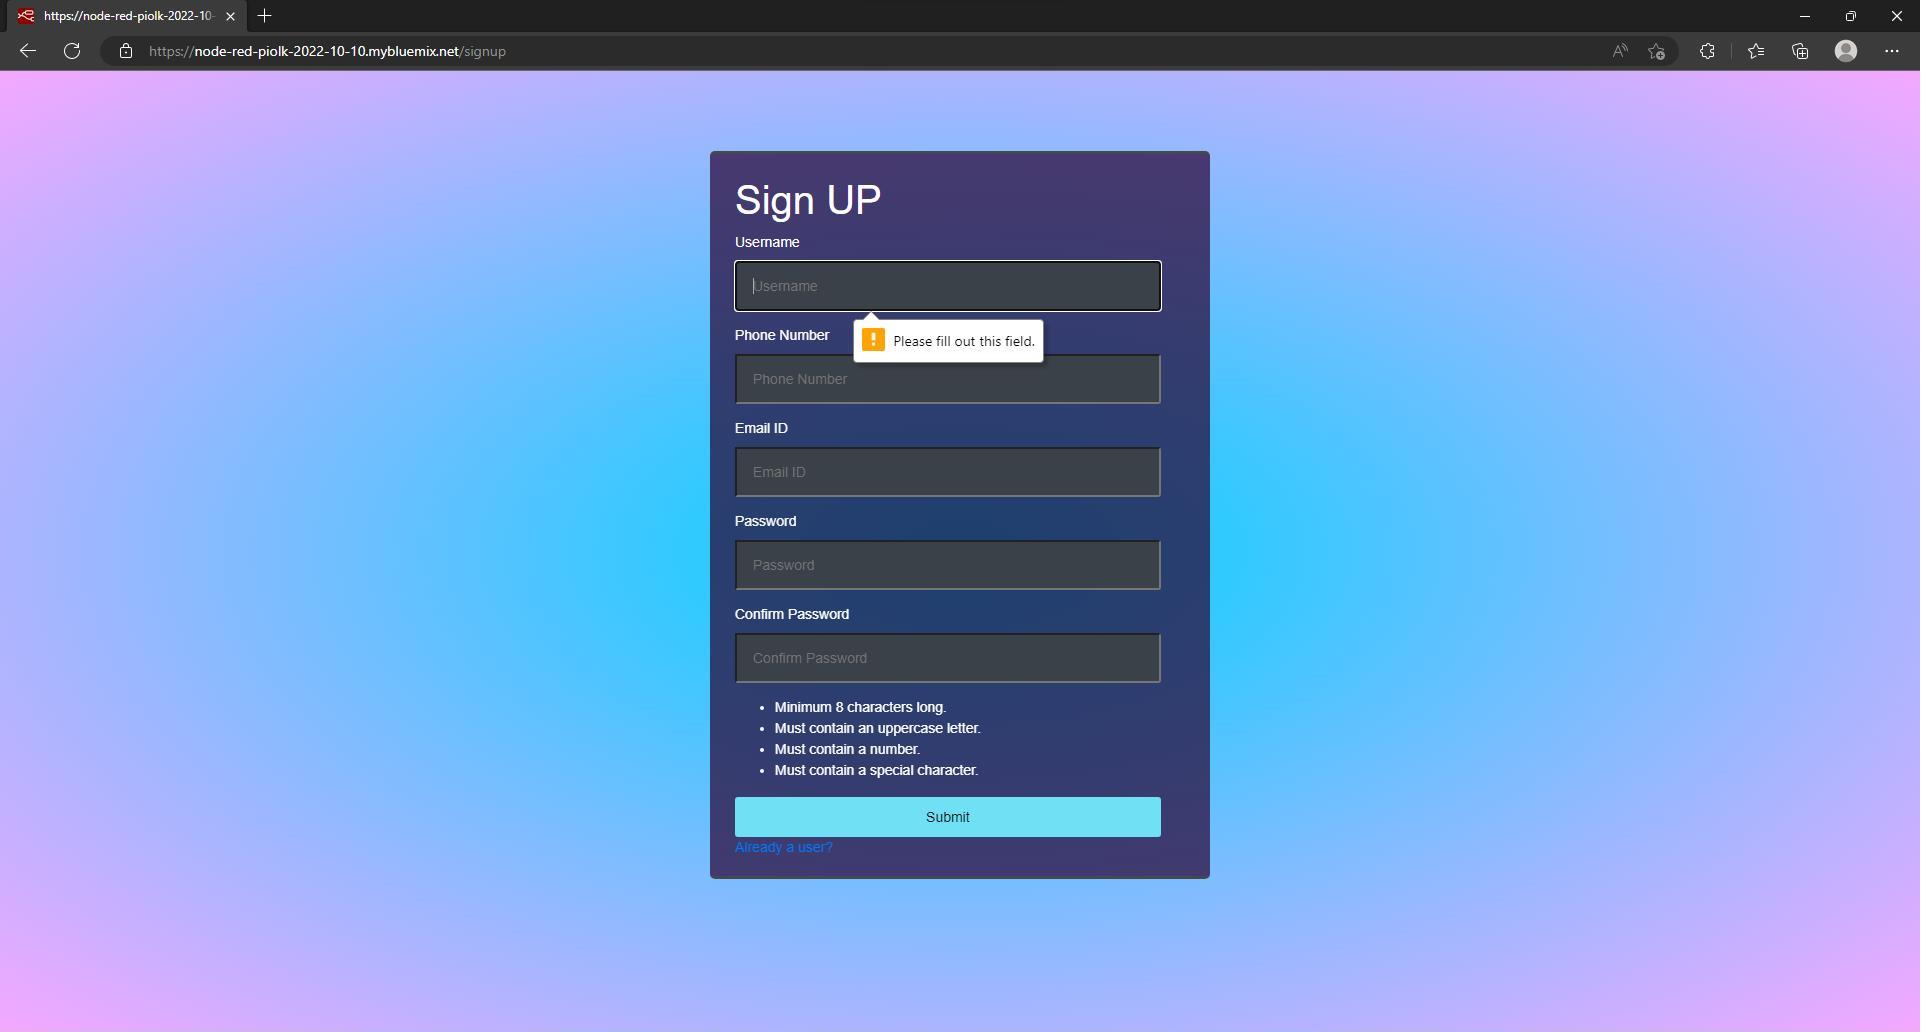 https://node-red-piolk-2022-10-
https://node-red-piolk-2022-10-10.mybluemix.net/signup
Sign UP
Username
Username
Please fill out this field.
Phone Number
Phone Number
Email ID
Email ID
Password
Password
Confirm Password
Confirm Password
• Minimum 8 characters long.
• Must contain an uppercase letter.
• Must contain a number.
• Must contain a special character.
Submit
Already a user?